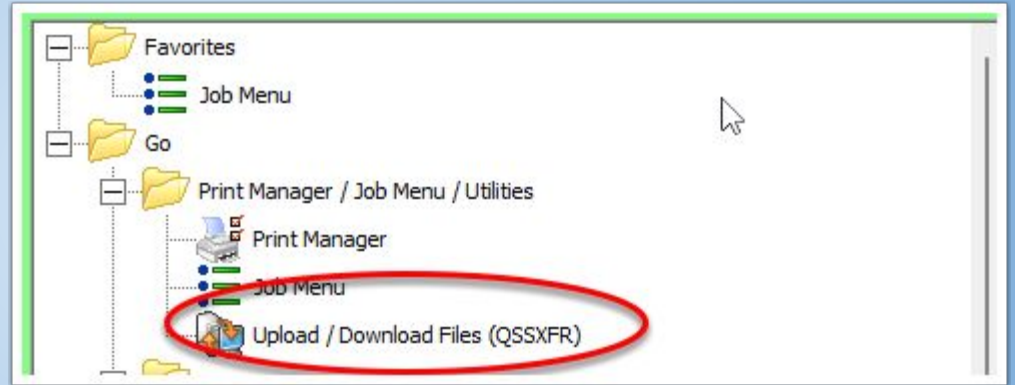 Favorites
Job Menu
Go
Print Manager / Job Menu / Utilities
Print Manager
Job Menu
Upload / Download Files (QSSXFR)